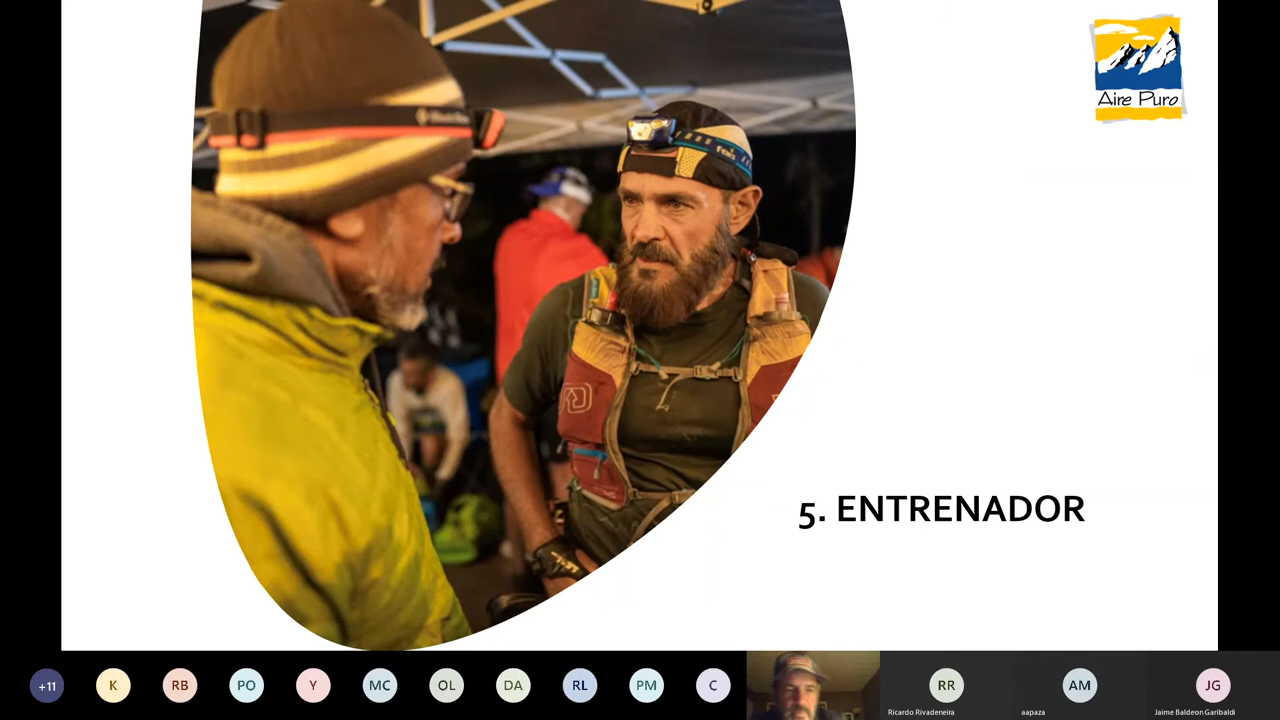 Aire Puro
5. ENTRENADOR
+11
K
RB
PO
Y
MC
OL
DA
RL
PM
C
RR
Ricardo Rivadeneira
AM
aapaza
JG
Jaime Baldeon Garibaldi